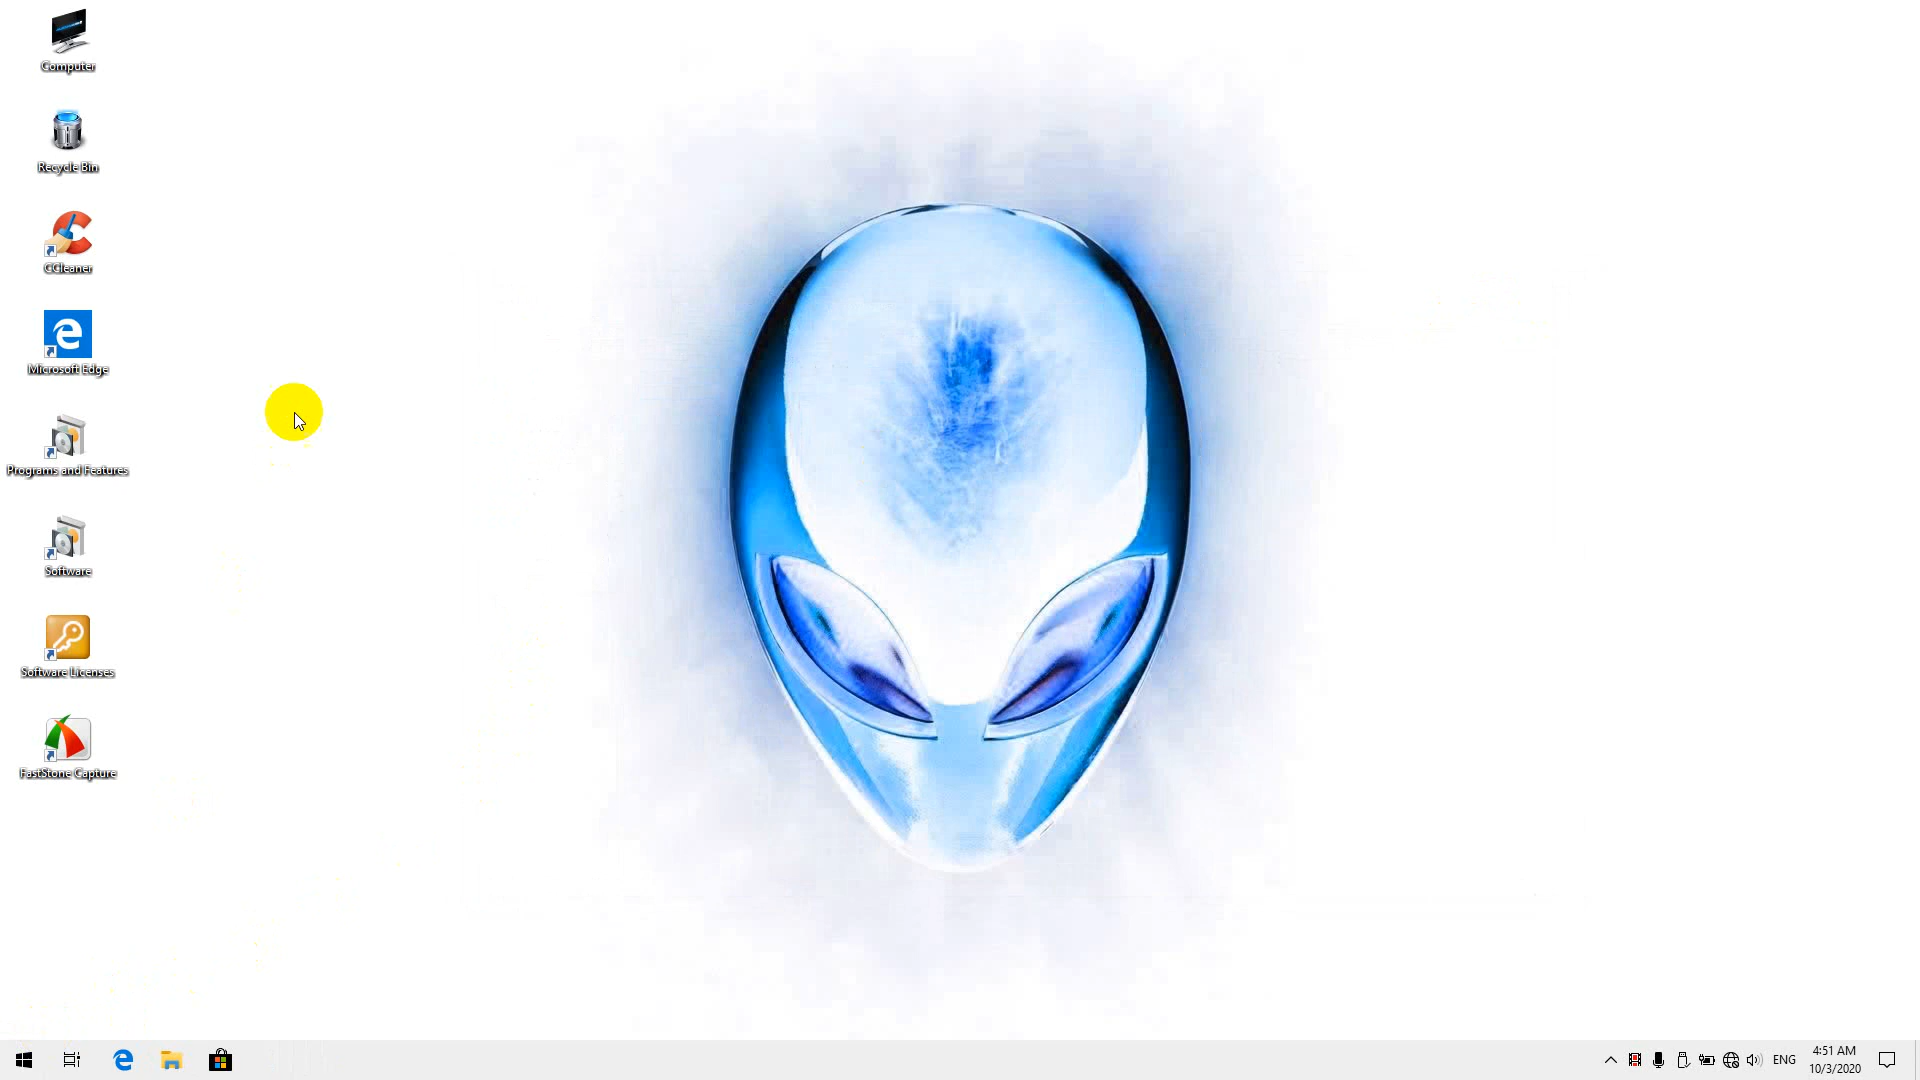 Computer
Recycle Bin
CCleaner
Microsoft Edge
Programs and Features
Software
Software Licenses
FastStone Capture
ENG
4:51 AM
10/3/2020